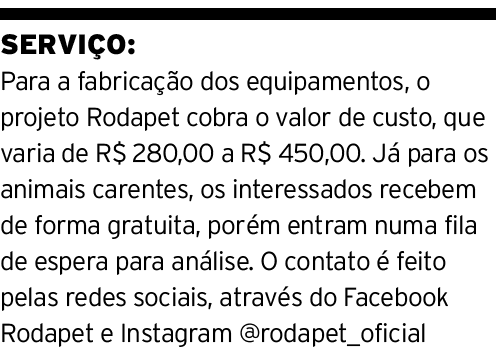 SERVIÇO:
Para a fabricação dos equipamentos, o
projeto Rodapet cobra o valor de custo, que
varia de R$ 280,00 a R$ 450,00. Já para os
animais carentes, os interessados recebem
de forma gratuita, porém entram numa fila
de espera para análise. O contato é feito
pelas redes sociais, através do Facebook
Rodapet e Instagram @rodapet_oficial